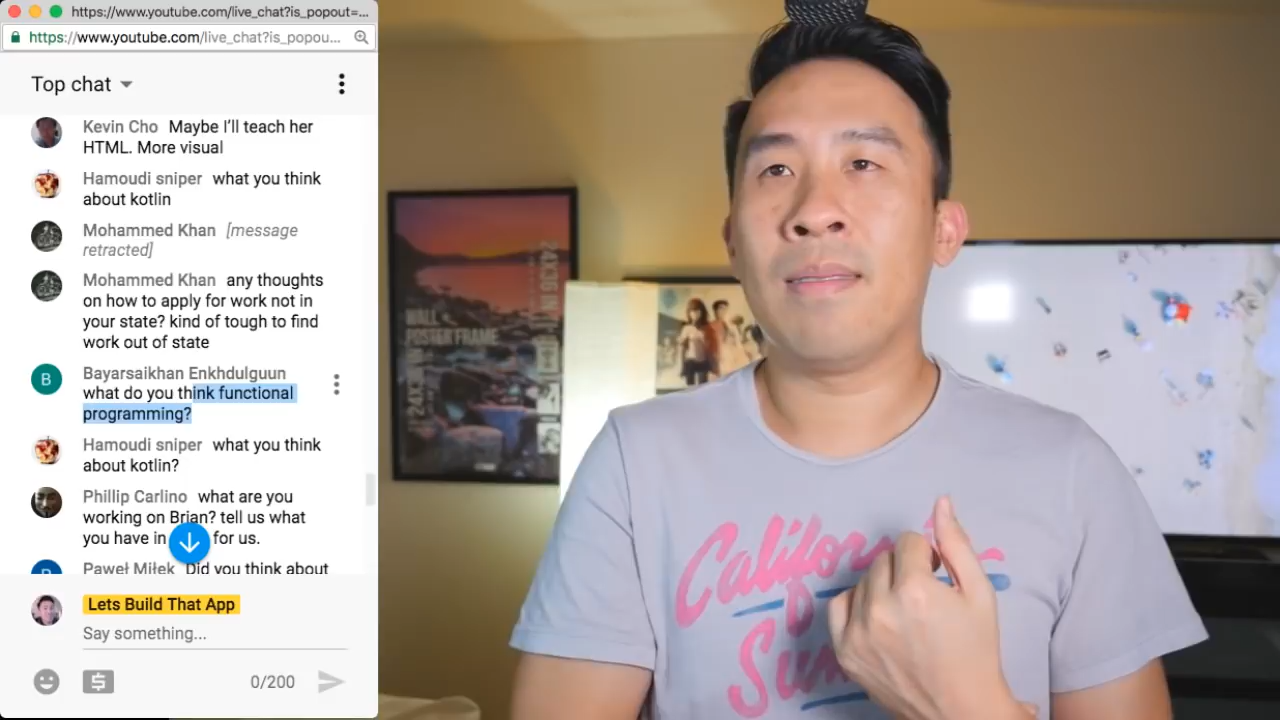 https://www.youtube.com/live_chat?is_popout=...
https://www.youtube.com/live_chat?is_popou...
Top chat
Kevin Cho Maybe I'll teach her
HTML. More visual
Hamoudi sniper what you think
about kotlin
Mohammed Khan [message
retracted]
Mohammed Khan any thoughts
on how to apply for work not in
your state? kind of tough to find
work out of state
B
Bayarsaikhan Enkhdulguun
what do you think functional
programming?
Hamoudi sniper what you think
about kotlin?
Phillip Carlino what are you
working on Brian? tell us what
you have in for us.
Paweł Miłek Did you think about
Lets Build That App
Say something...
0/200
24X36 IN
WALL
POSTER FRAME
24X36 IN
California